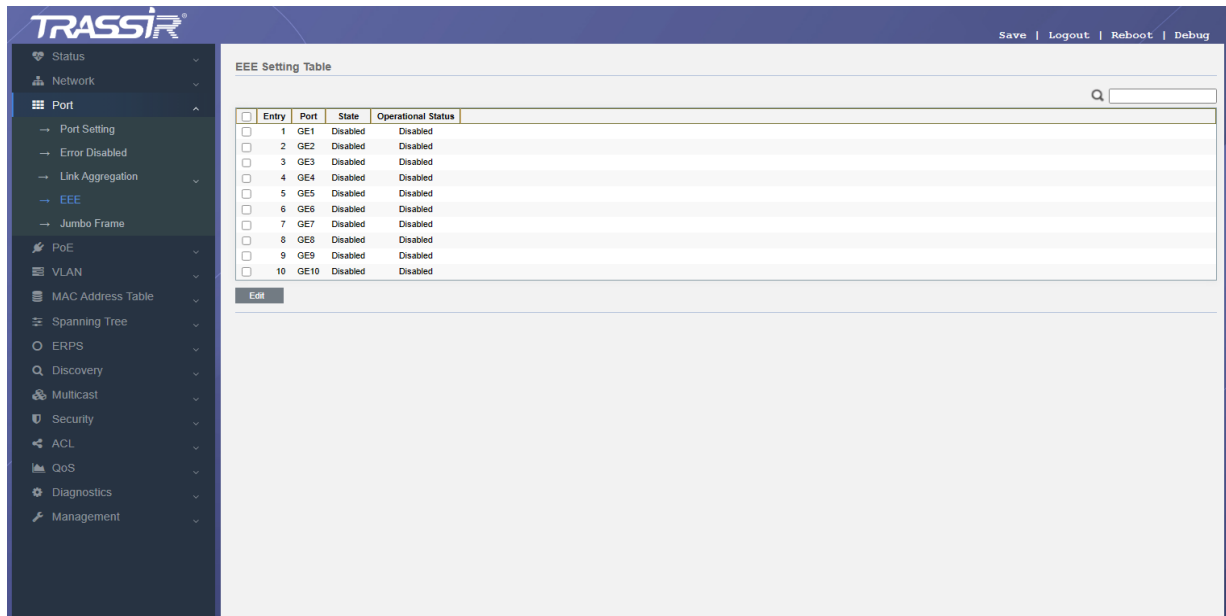 TRASSIR®
Save | Logout | Reboot | Debug
Status
Network
Port
→ Port Setting
→ Error Disabled
→ Link Aggregation
→ EEE
→ Jumbo Frame
PoE
VLAN
MAC Address Table
Spanning Tree
ERPS
Discovery
Multicast
Security
ACL
QoS
Diagnostics
Management
EEE Setting Table
Entry Port State Operational Status
1 GE1 Disabled Disabled
2 GE2 Disabled Disabled
3 GE3 Disabled Disabled
4 GE4 Disabled Disabled
5 GE5 Disabled Disabled
6 GE6 Disabled Disabled
7 GE7 Disabled Disabled
8 GE8 Disabled Disabled
9 GE9 Disabled Disabled
10 GE10 Disabled Disabled
Edit